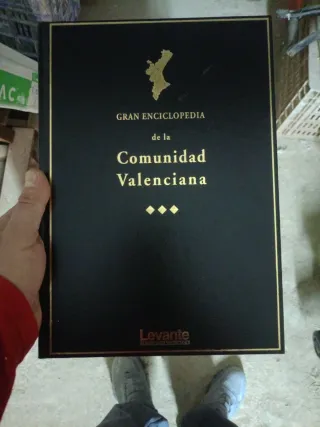 GRAN ENCICLOPEDIA
de la
Comunidad
Valenciana
Levante